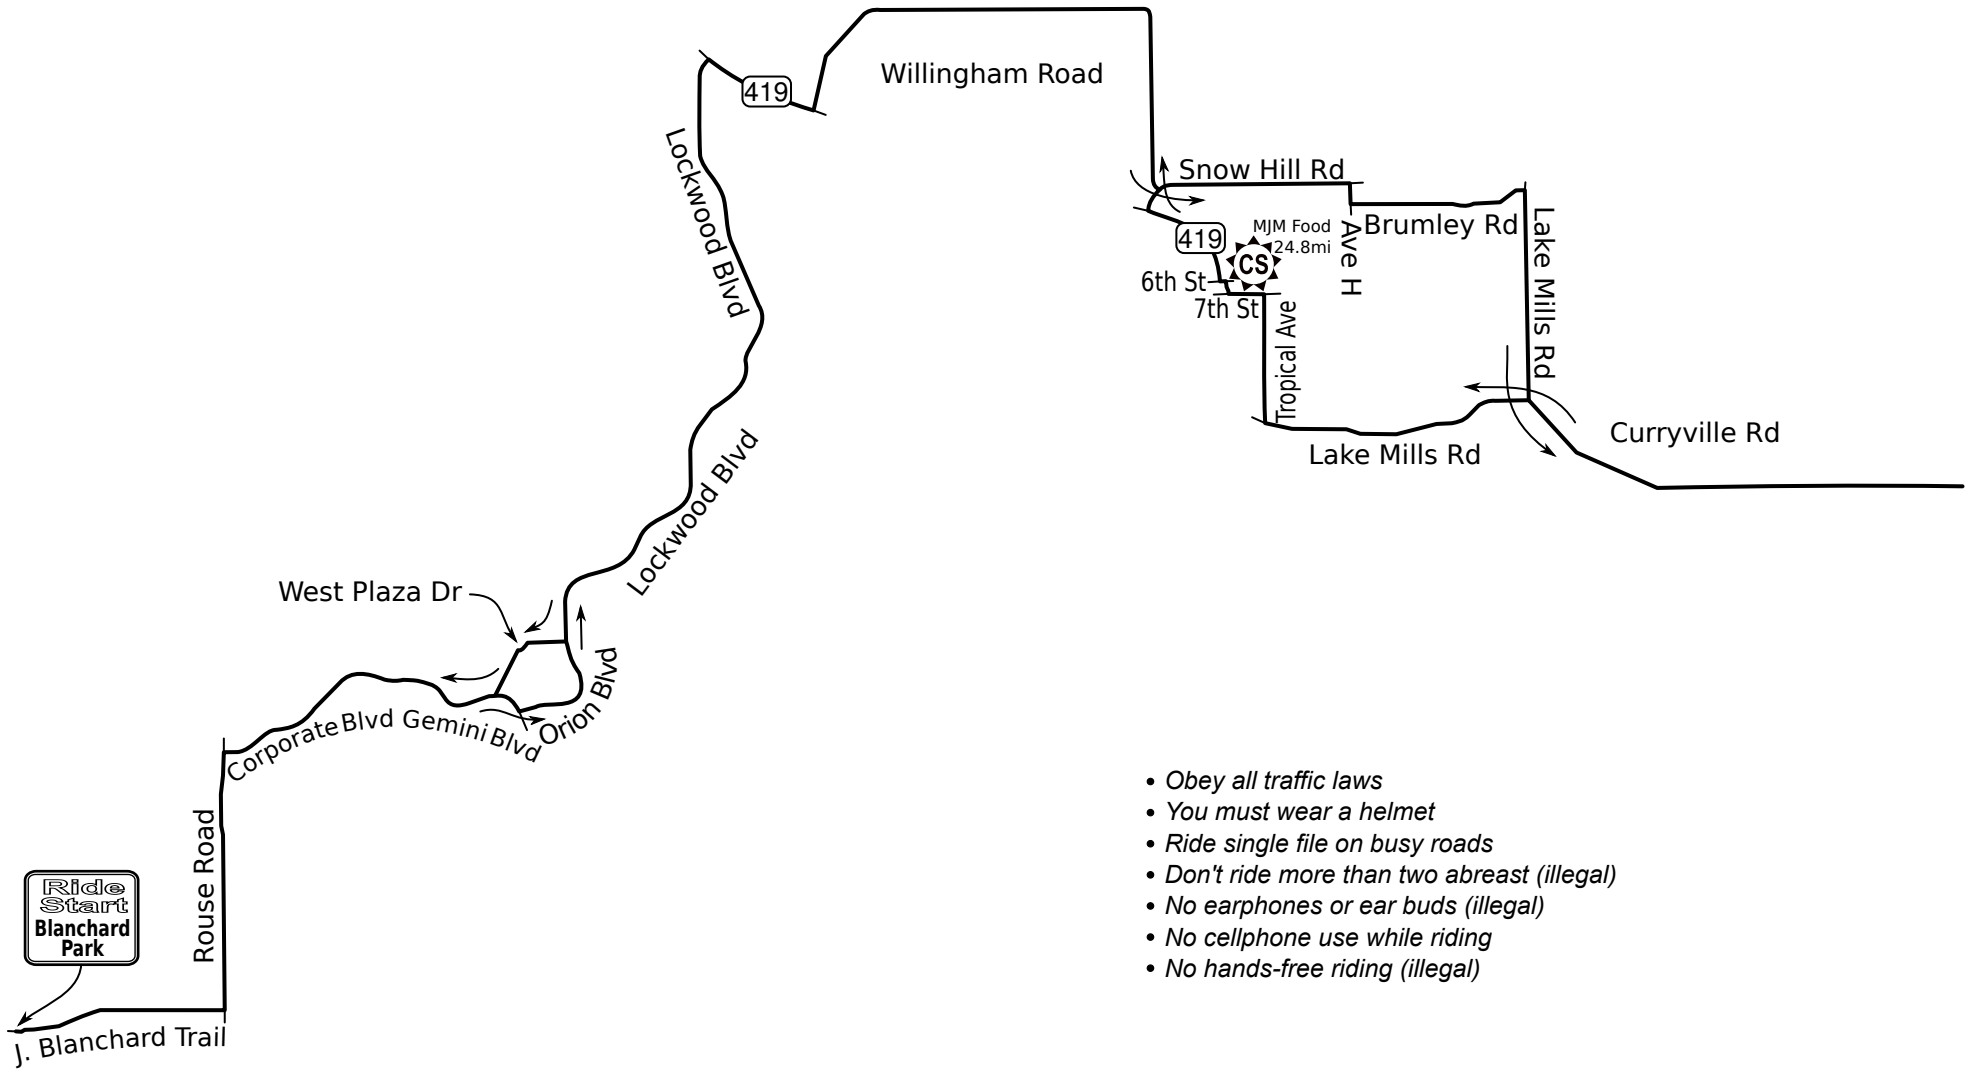 419
Willingham Road
Lockwood Blvd
Snow Hill Rd
Brumley Rd
419
MJM Food
24.8mi
CS
Ave H
6th St
7th St
Lake Mills Rd
Tropical Ave
Lake Mills Rd
Curryville Rd
Lockwood Blvd
West Plaza Dr
Orion Blvd
Corporate Blvd Gemini Blvd
Rouse Road
Ride
Start
Blanchard
Park
J. Blanchard Trail
• Obey all traffic laws
• You must wear a helmet
• Ride single file on busy roads
• Don't ride more than two abreast (illegal)
• No earphones or ear buds (illegal)
• No cellphone use while riding
• No hands-free riding (illegal)